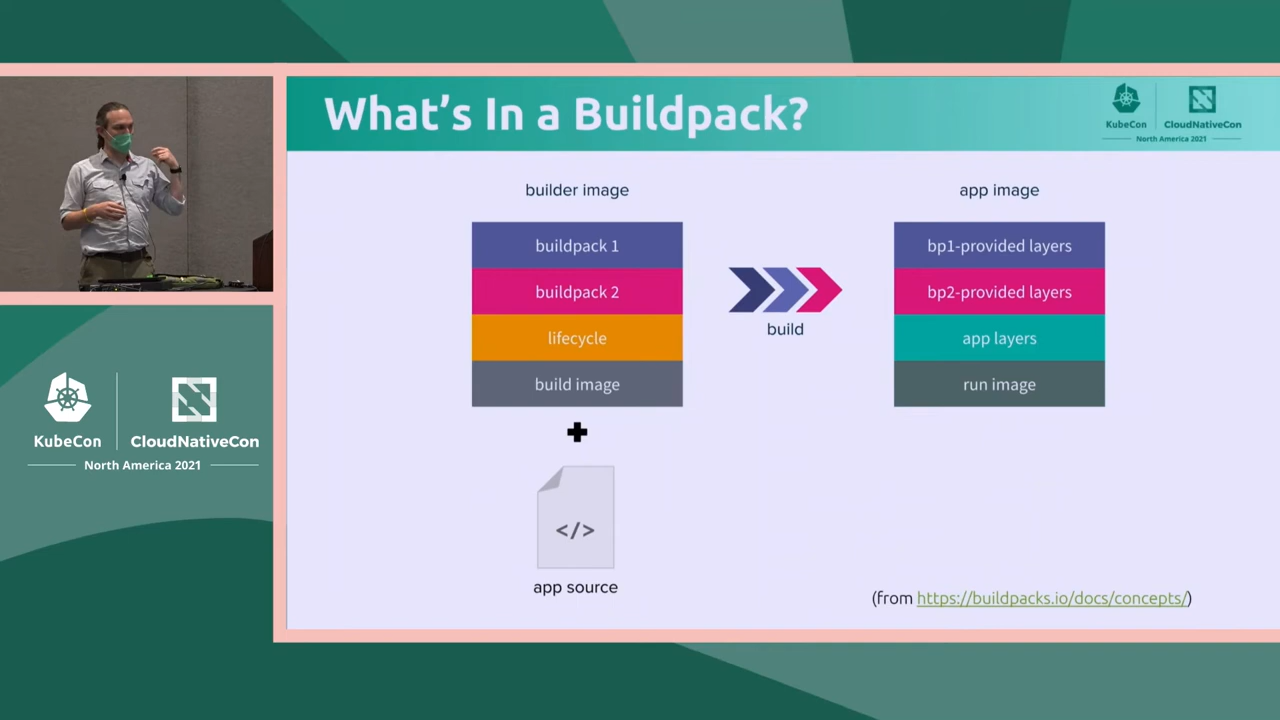 What's In a Buildpack?
KubeCon
CloudNativeCon
North America 2021
builder image
buildpack 1
buildpack 2
lifecycle
build image
app source
</>
build
app image
bp1-provided layers
bp2-provided layers
app layers
run image
(from https://buildpacks.io/docs/concepts/)
KubeCon
CloudNativeCon
North America 2021